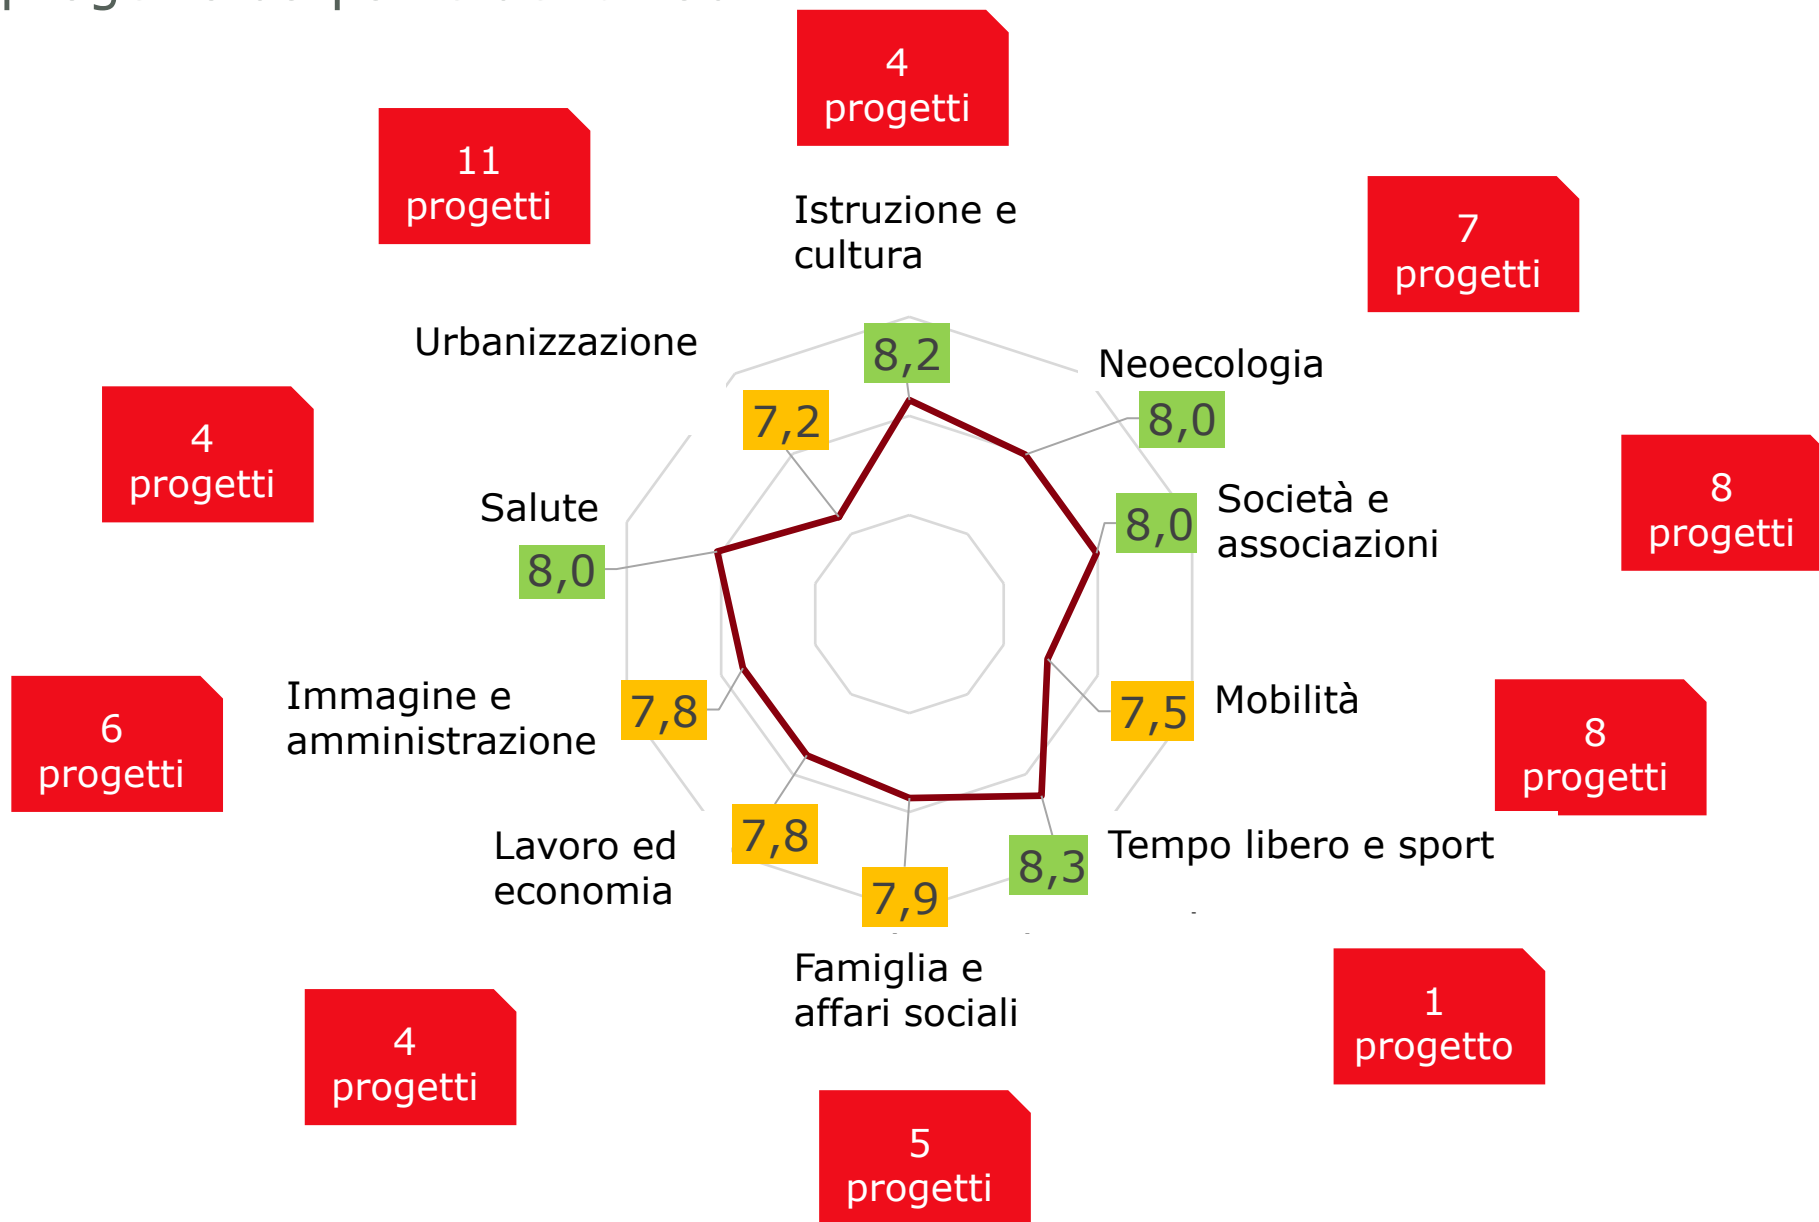 4
progetti
11
progetti
Istruzione e
cultura
7
progetti
Urbanizzazione
8,2
Neoecologia
7,2
8,0
4
progetti
Salute
8,0
Società e
associazioni
8,0
8
progetti
Immagine e
amministrazione
7,8
7,5
Mobilità
6
progetti
8
progetti
Lavoro ed
economia
7,8
7,9
8,3
Tempo libero e sport
Famiglia e
affari sociali
4
progetti
1
progetto
5
progetti